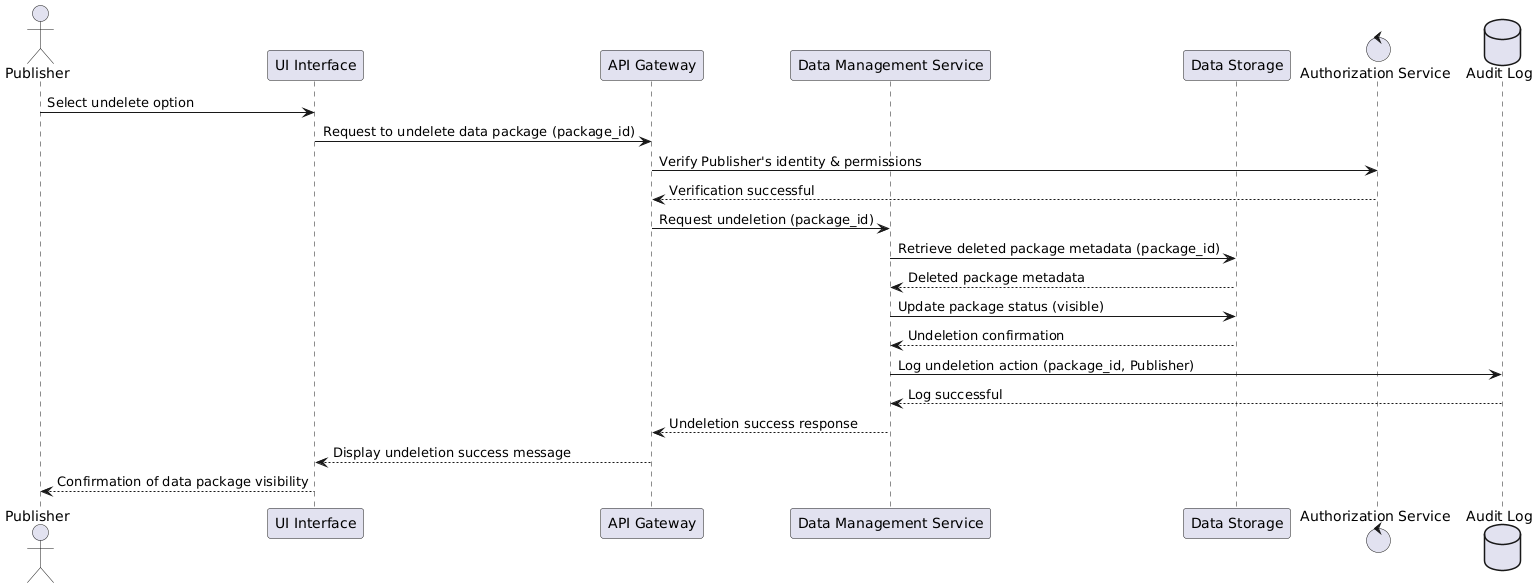 Publisher
UI Interface
API Gateway
Data Management Service
Data Storage
Authorization Service
Audit Log
Select undelete option
Request to undelete data package (package_id)
Verify Publisher's identity & permissions
Verification successful
Request undeletion (package_id)
Retrieve deleted package metadata (package_id)
Deleted package metadata
Update package status (visible)
Undeletion confirmation
Log undeletion action (package_id, Publisher)
Log successful
Undeletion success response
Display undeletion success message
Confirmation of data package visibility
Publisher
UI Interface
API Gateway
Data Management Service
Data Storage
Authorization Service
Audit Log